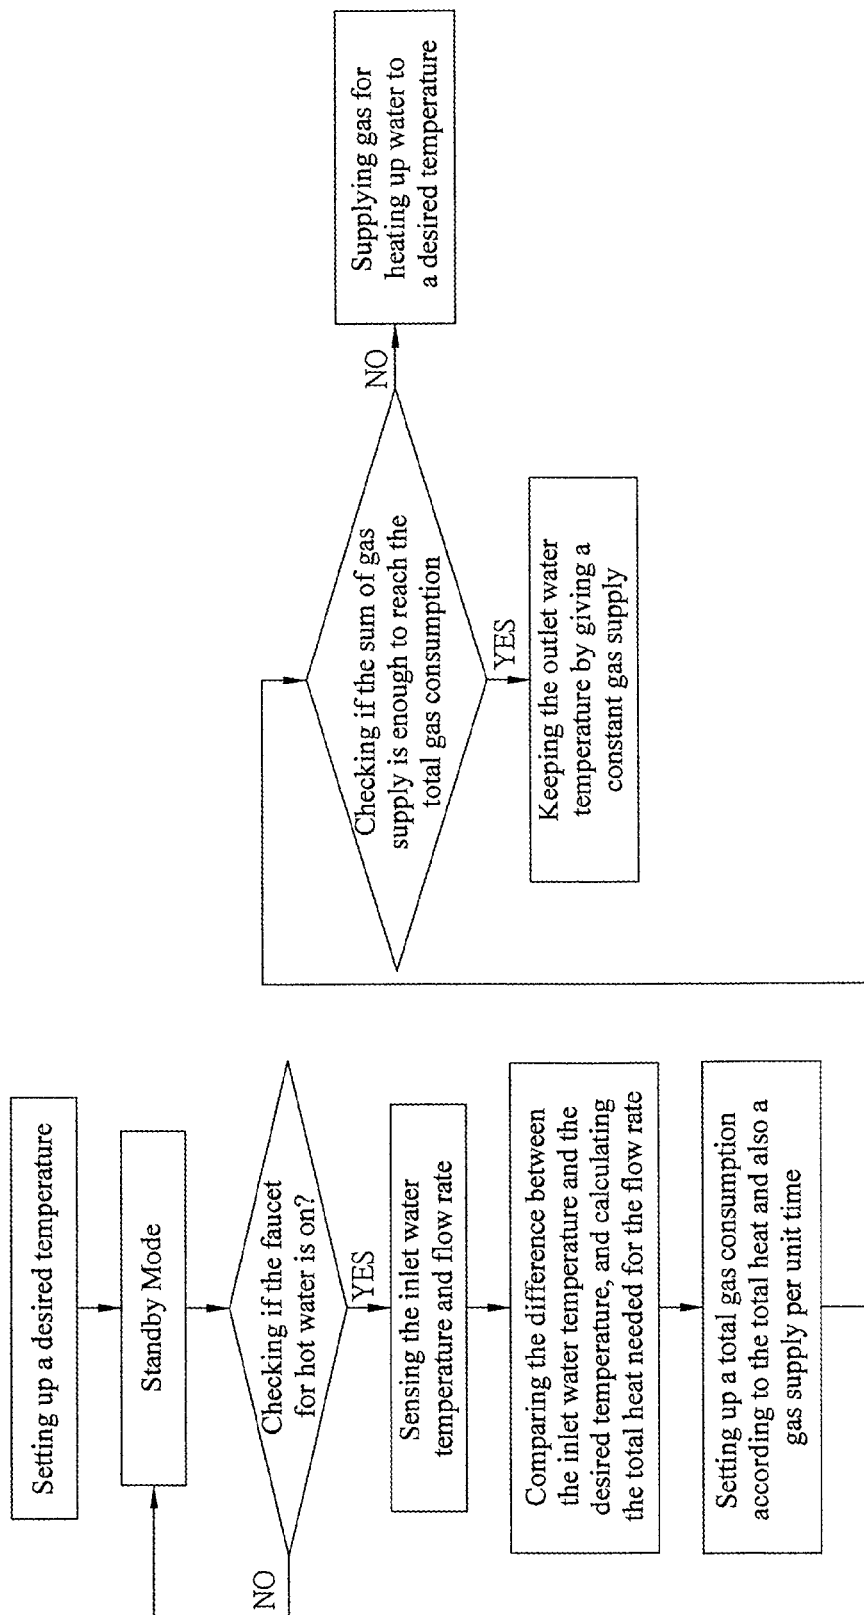 Setting up a desired temperature
Standby Mode
Checking if the faucet
for hot water is on?
NO
YES
Sensing the inlet water
temperature and flow rate
Comparing the difference between
the inlet water temperature and the
desired temperature, and calculating
the total heat needed for the flow rate
Setting up a total gas consumption
according to the total heat and also a
gas supply per unit time
Checking if the sum of gas
supply is enough to reach the
total gas consumption
NO
YES
Supplying gas for
heating up water to
a desired temperature
Keeping the outlet water
temperature by giving a
constant gas supply